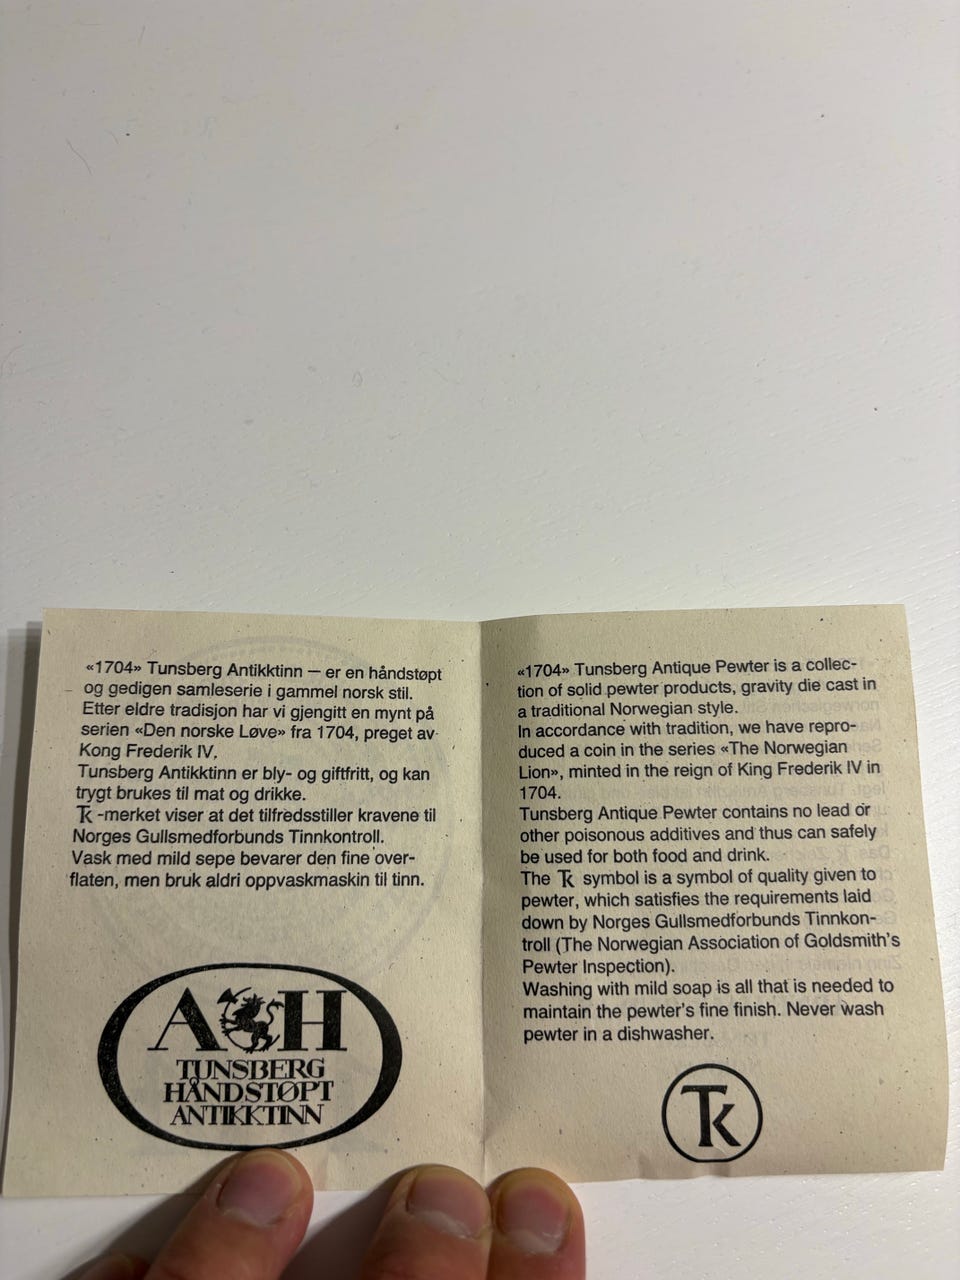 «1704» Tunsberg Antikktinn — er en håndstøpt
og gedigen samleserie i gammel norsk stil.
Etter eldre tradisjon har vi gjengitt en mynt på
serien «Den norske Løve» fra 1704, preget av
Kong Frederik IV.
Tunsberg Antikktinn er bly- og giftfritt, og kan
trygt brukes til mat og drikke.
Tk -merket viser at det tilfredsstiller kravene til
Norges Gullsmedforbunds Tinnkontroll.
Vask med mild sepe bevarer den fine over-
flaten, men bruk aldri oppvaskmaskin til tinn.
A H
TUNSBERG
HÅNDSTØPT
ANTIKKTINN
«1704» Tunsberg Antique Pewter is a collec-
tion of solid pewter products, gravity die cast in
a traditional Norwegian style.
In accordance with tradition, we have repro-
duced a coin in the series «The Norwegian
Lion», minted in the reign of King Frederik IV in
1704.
Tunsberg Antique Pewter contains no lead or
other poisonous additives and thus can safely
be used for both food and drink.
The Tk symbol is a symbol of quality given to
pewter, which satisfies the requirements laid
down by Norges Gullsmedforbunds Tinnkon-
troll (The Norwegian Association of Goldsmith's
Pewter Inspection).
Washing with mild soap is all that is needed to
maintain the pewter's fine finish. Never wash
pewter in a dishwasher.
Tk